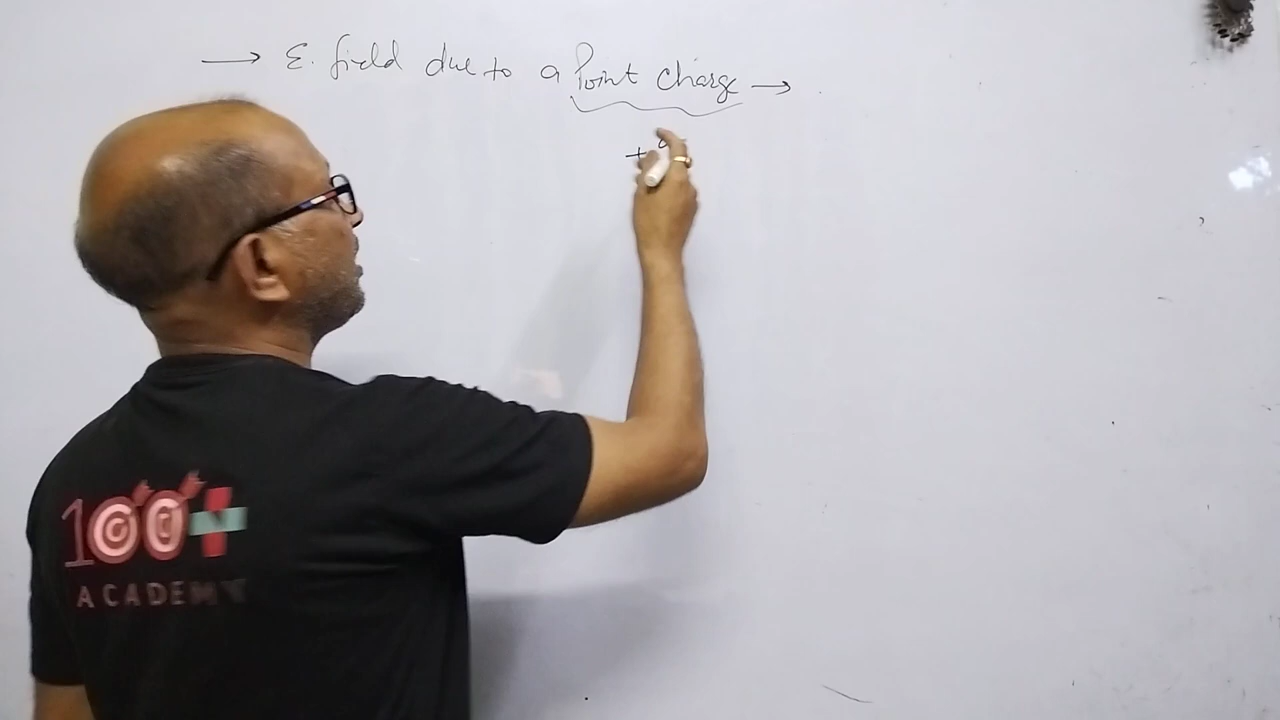 → E. field due to a Point charge →
+
100+
ACADEMY